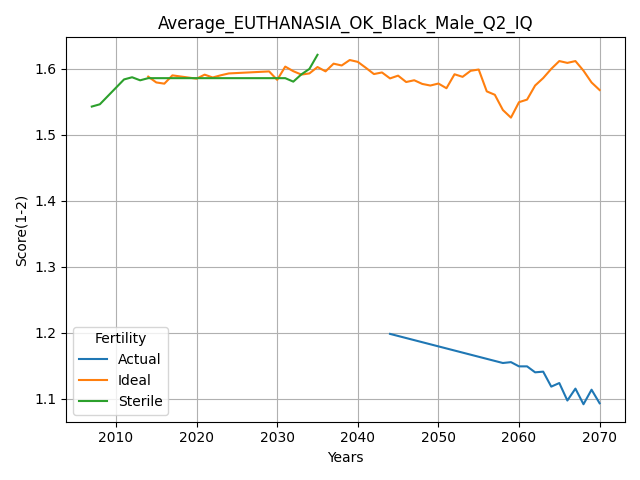 Average_EUTHANASIA_OK_Black_Male_Q2_IQ
Score(1-2)
1.6
1.5
1.4
1.3
1.2
1.1
Fertility
Actual
Ideal
Sterile
2010 2020 2030 2040 2050 2060 2070
Years